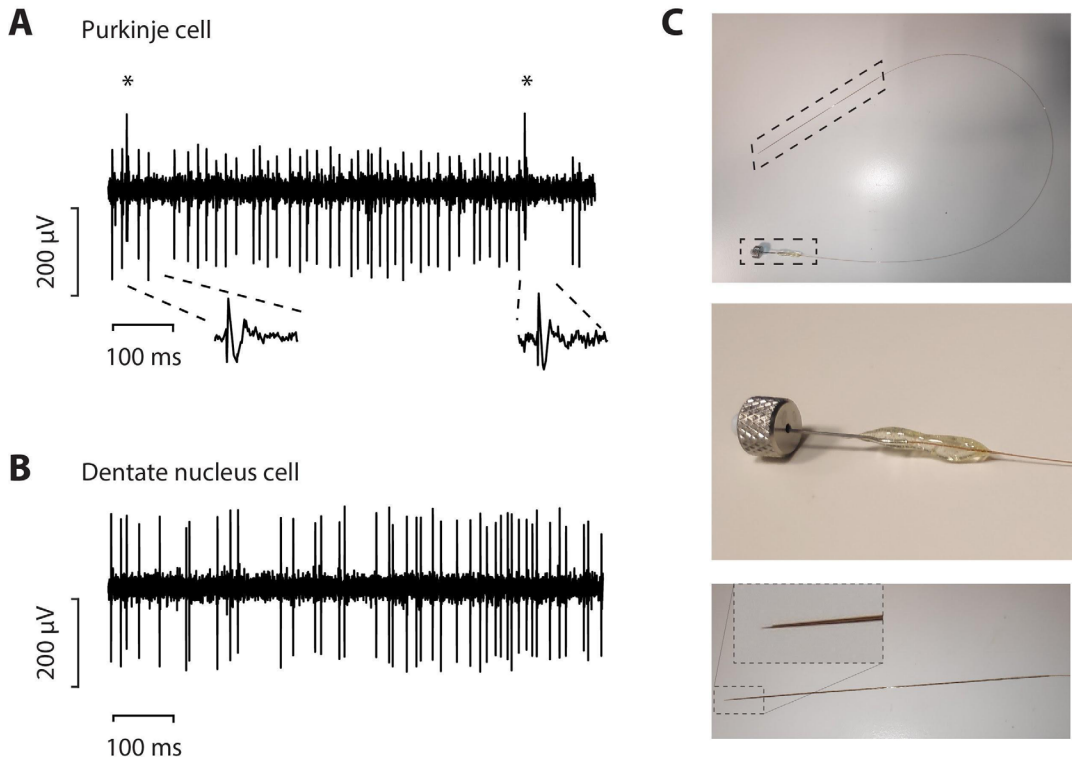 A
Purkinje cell
*
*
200 µV
100 ms
B
Dentate nucleus cell
200 µV
100 ms
C